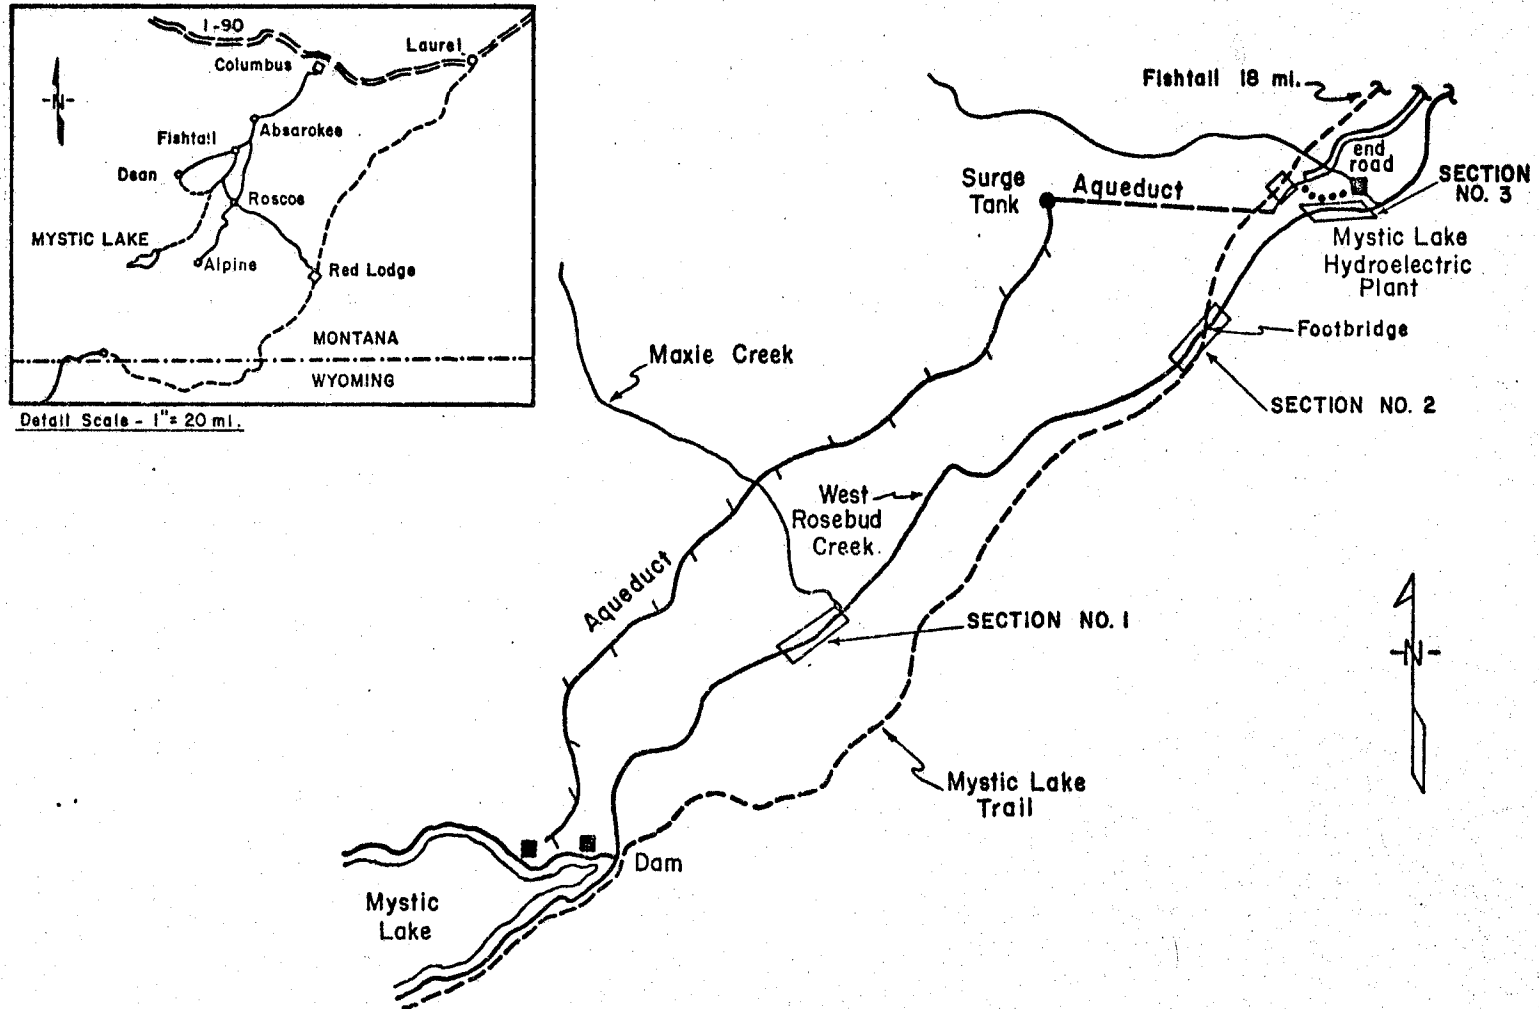 I-90
Laurel
Columbus
-N-
Absarokee
Fishtail
Dean
Roscoe
MYSTIC LAKE
Alpine
Red Lodge
MONTANA
WYOMING
Detail Scale - 1" = 20 mi.
Fishtail 18 mi.
end
road
SECTION
NO. 3
Surge
Tank
Aqueduct
Mystic Lake
Hydroelectric
Plant
Footbridge
Maxie Creek
SECTION NO. 2
West
Rosebud
Creek
Aqueduct
SECTION NO. 1
-N-
Mystic Lake
Trail
Dam
Mystic
Lake